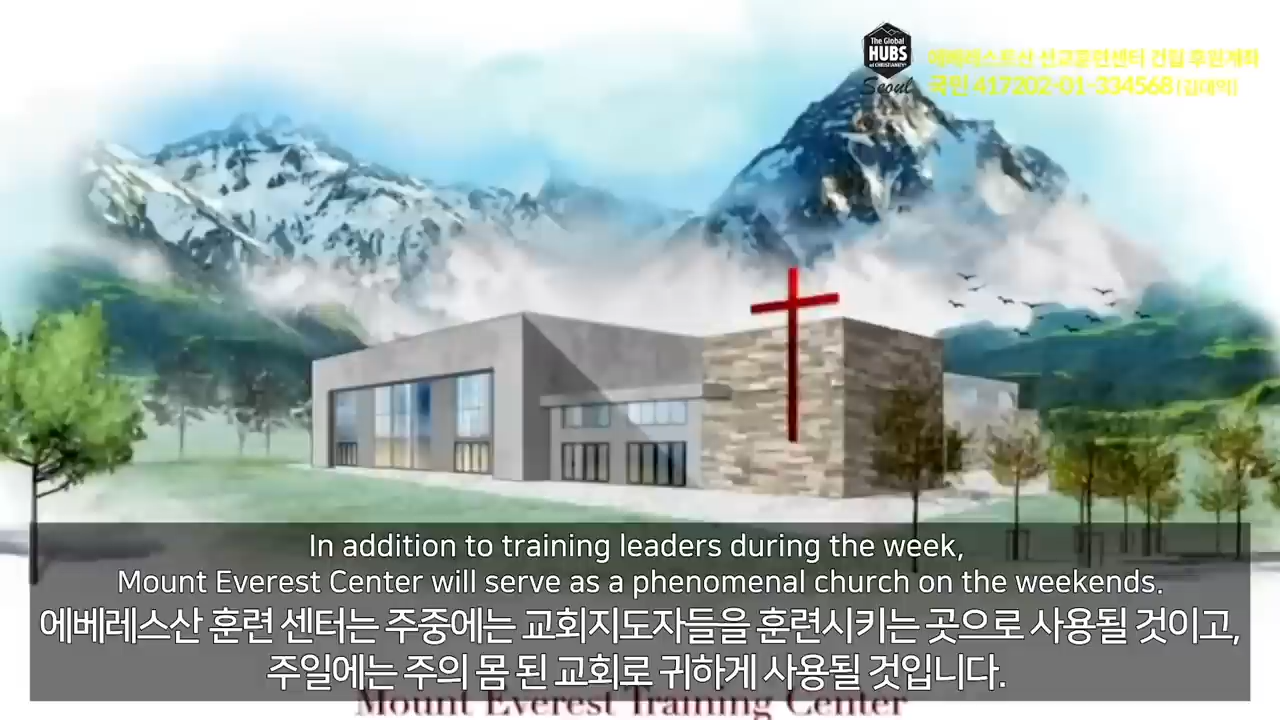 The Global
HUBS
of CHRISTIANITY
Seoul
에베레스트산 선교훈련센터 건립 후원계좌
국민 417202-01-334568 (김대덕)
In addition to training leaders during the week,
Mount Everest Center will serve as a phenomenal church on the weekends.
에베레스산 훈련 센터는 주중에는 교회지도자들을 훈련시키는 곳으로 사용될 것이고,
주일에는 주의 몸 된 교회로 귀하게 사용될 것입니다.
Mount Everest Training Center